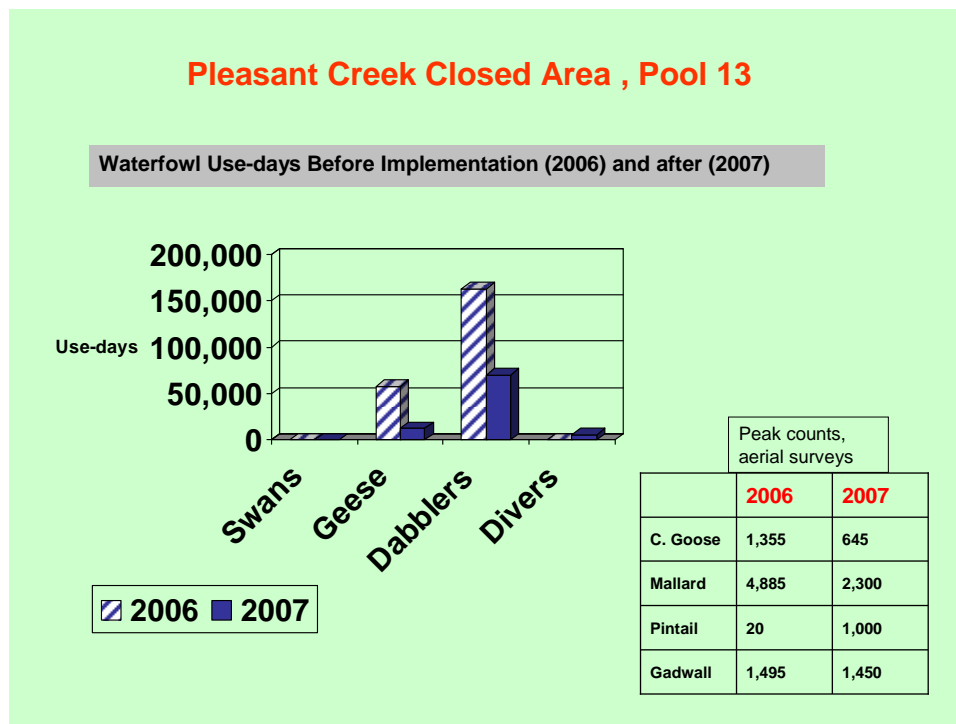 Pleasant Creek Closed Area , Pool 13
Waterfowl Use-days Before Implementation (2006) and after (2007)
200,000
150,000
Use-days 100,000
50,000
0
Swans Geese Dabblers Divers
2006 2007
Peak counts,
aerial surveys
2006 2007
C. Goose 1,355 645
Mallard 4,885 2,300
Pintail 20 1,000
Gadwall 1,495 1,450